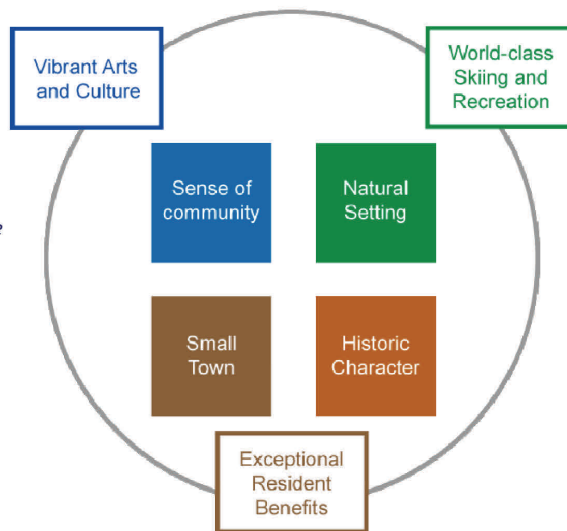 Vibrant Arts
and Culture
World-class
Skiing and
Recreation
Sense of
community
Natural
Setting
Small
Town
Historic
Character
Exceptional
Resident
Benefits